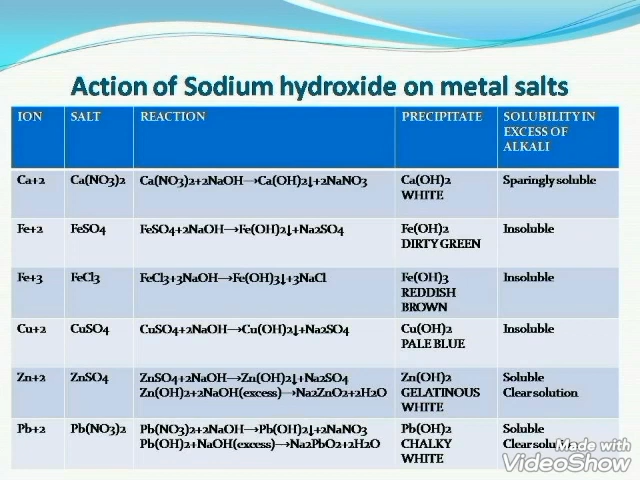 Action of Sodium hydroxide on metal salts
ION SALT REACTION PRECIPITATE SOLUBILITY IN
EXCESS OF
ALKALI
Ca+2 Ca(NO3)2 Ca(NO3)2+2NaOH→Ca(OH)2↓+2NaNO3 Ca(OH)2 Sparingly soluble
WHITE
Fe+2 FeSO4 FeSO4+2NaOH→Fe(OH)2↓+Na2SO4 Fe(OH)2 Insoluble
DIRTY GREEN
Fe+3 FeCl3 FeCl3+3NaOH→Fe(OH)3↓+3NaCl Fe(OH)3 Insoluble
REDDISH
BROWN
Cu+2 CuSO4 CuSO4+2NaOH→Cu(OH)2↓+Na2SO4 Cu(OH)2 Insoluble
PALE BLUE
Zn+2 ZnSO4 ZnSO4+2NaOH→Zn(OH)2↓+Na2SO4 Zn(OH)2 Soluble
Zn(OH)2+2NaOH(excess)→Na2ZnO2+2H2O GELATINOUS Clear solution
WHITE
Pb+2 Pb(NO3)2 Pb(NO3)2+2NaOH→Pb(OH)2↓+2NaNO3 Pb(OH)2 Soluble
Pb(OH)2+NaOH(excess)→Na2PbO2+2H2O CHALKY Clear
WHITE
Made with
VideoShow